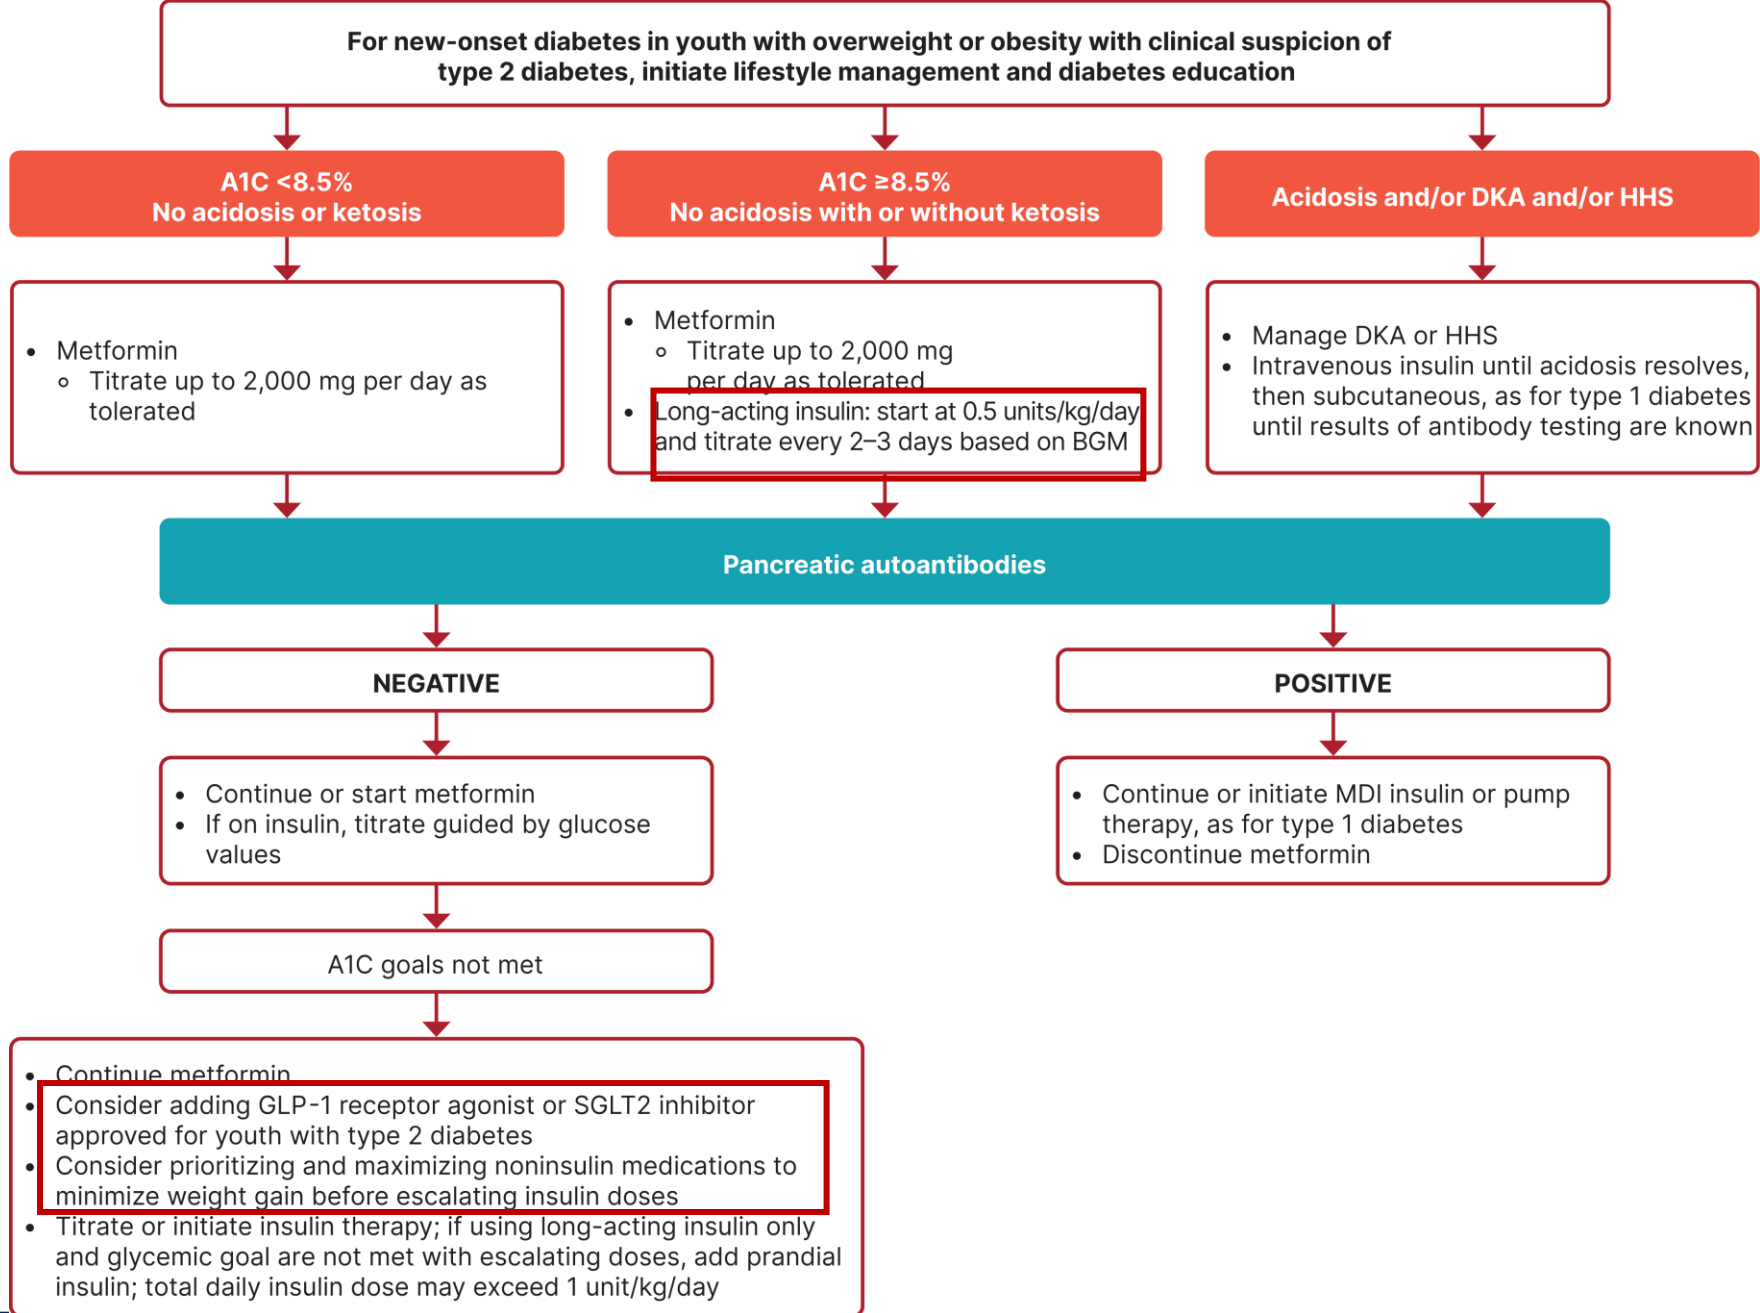 For new-onset diabetes in youth with overweight or obesity with clinical suspicion of
type 2 diabetes, initiate lifestyle management and diabetes education
A1C <8.5%
No acidosis or ketosis
A1C ≥8.5%
No acidosis with or without ketosis
Acidosis and/or DKA and/or HHS
• Metformin
◦ Titrate up to 2,000 mg per day as
tolerated
• Metformin
◦ Titrate up to 2,000 mg
per day as tolerated
• Long-acting insulin: start at 0.5 units/kg/day
and titrate every 2–3 days based on BGM
• Manage DKA or HHS
• Intravenous insulin until acidosis resolves,
then subcutaneous, as for type 1 diabetes
until results of antibody testing are known
Pancreatic autoantibodies
NEGATIVE
POSITIVE
• Continue or start metformin
• If on insulin, titrate guided by glucose
values
• Continue or initiate MDI insulin or pump
therapy, as for type 1 diabetes
• Discontinue metformin
A1C goals not met
• Continue metformin
• Consider adding GLP-1 receptor agonist or SGLT2 inhibitor
approved for youth with type 2 diabetes
• Consider prioritizing and maximizing noninsulin medications to
minimize weight gain before escalating insulin doses
• Titrate or initiate insulin therapy; if using long-acting insulin only
and glycemic goal are not met with escalating doses, add prandial
insulin; total daily insulin dose may exceed 1 unit/kg/day